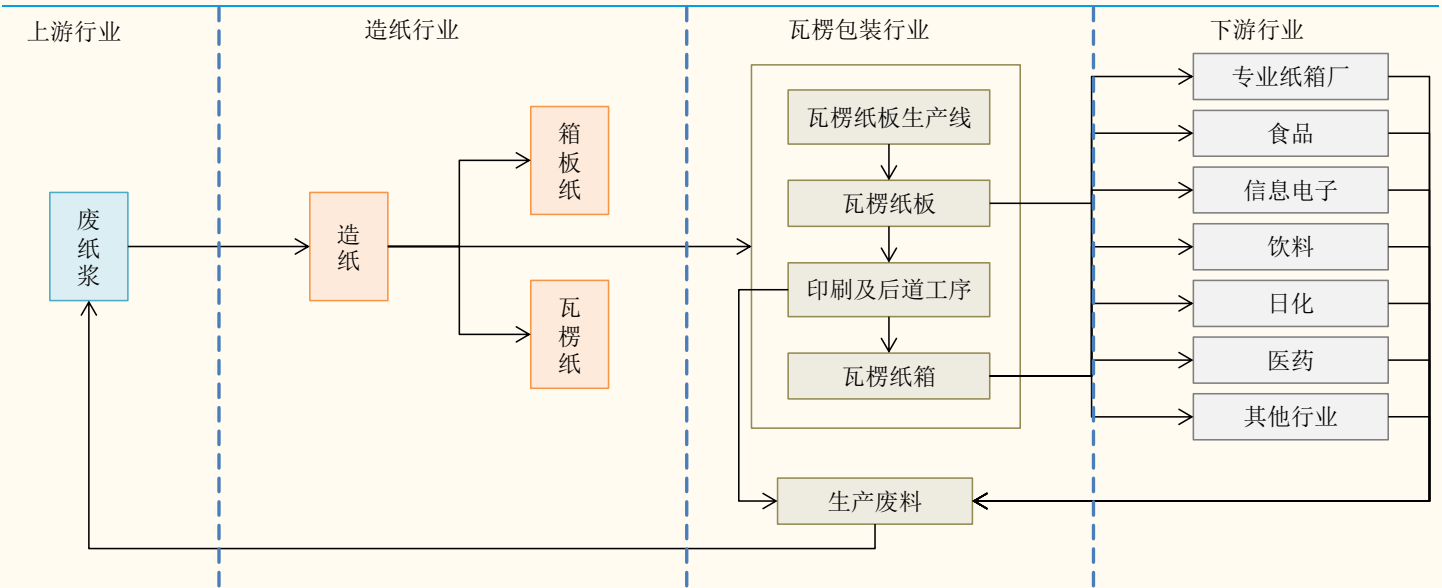 上游行业
造纸行业
瓦楞包装行业
下游行业
废
纸
浆
造
纸
箱
板
纸
瓦
楞
纸
瓦楞纸板生产线
瓦楞纸板
印刷及后道工序
瓦楞纸箱
生产废料
专业纸箱厂
食品
信息电子
饮料
日化
医药
其他行业